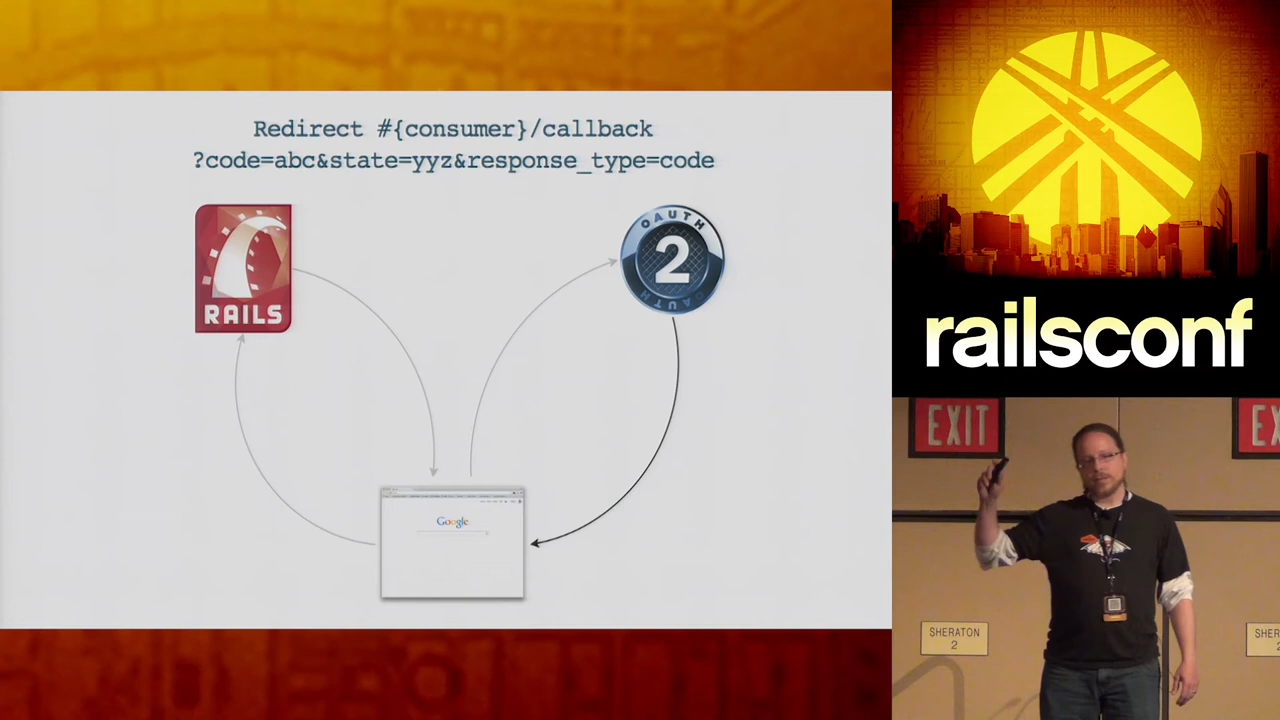 Redirect #{consumer}/callback
?code=abc&state=yyz&response_type=code
RAILS
OAUTH
2
OAUTH
Google
railsconf
EXIT
EX
SHERATON
2
SHER
2